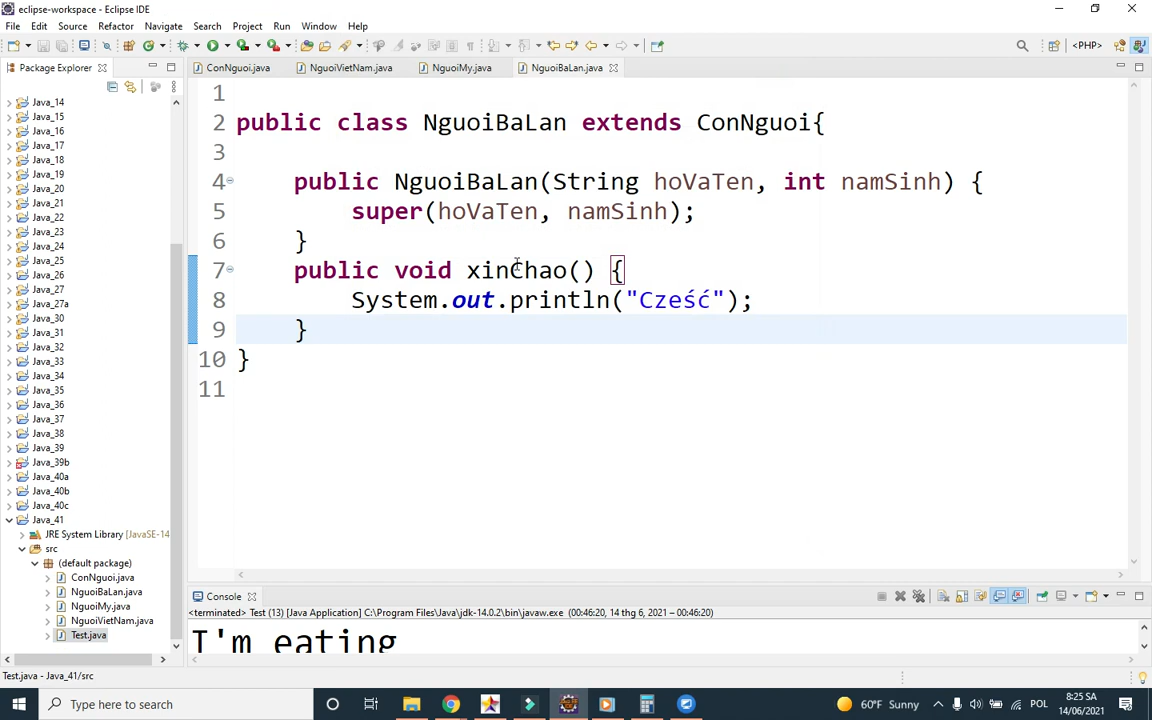 eclipse-workspace - Eclipse IDE
File Edit Source Refactor Navigate Search Project Run Window Help
<PHP>
Package Explorer
ConNguoi.java NguoiVietNam.java NguoiMy.java NguoiBaLan.java
Java_14
Java_15
Java_16
Java_17
Java_18
Java_19
Java_20
Java_21
Java_22
Java_23
Java_24
Java_25
Java_26
Java_27
Java_27a
Java_30
Java_31
Java_32
Java_33
Java_34
Java_35
Java_36
Java_37
Java_38
Java_39
Java_39b
Java_40a
Java_40b
Java_40c
Java_41
JRE System Library [JavaSE-14
src
(default package)
ConNguoi.java
NguoiBaLan.java
NguoiMy.java
NguoiVietNam.java
Test.java
1
2 public class NguoiBaLan extends ConNguoi{
3
4 public NguoiBaLan(String hoVaTen, int namSinh) {
5 super(hoVaTen, namSinh);
6 }
7 public void xinChao() {
8 System.out.println("Cześć");
9 }
10 }
11
Console
<terminated> Test (13) [Java Application] C:\Program Files\Java\jdk-14.0.2\bin\javaw.exe (00:46:20, 14 thg 6, 2021 – 00:46:20)
I'm eating
Test.java - Java_41/src
Type here to search
60°F Sunny
POL
8:25 SA
14/06/2021